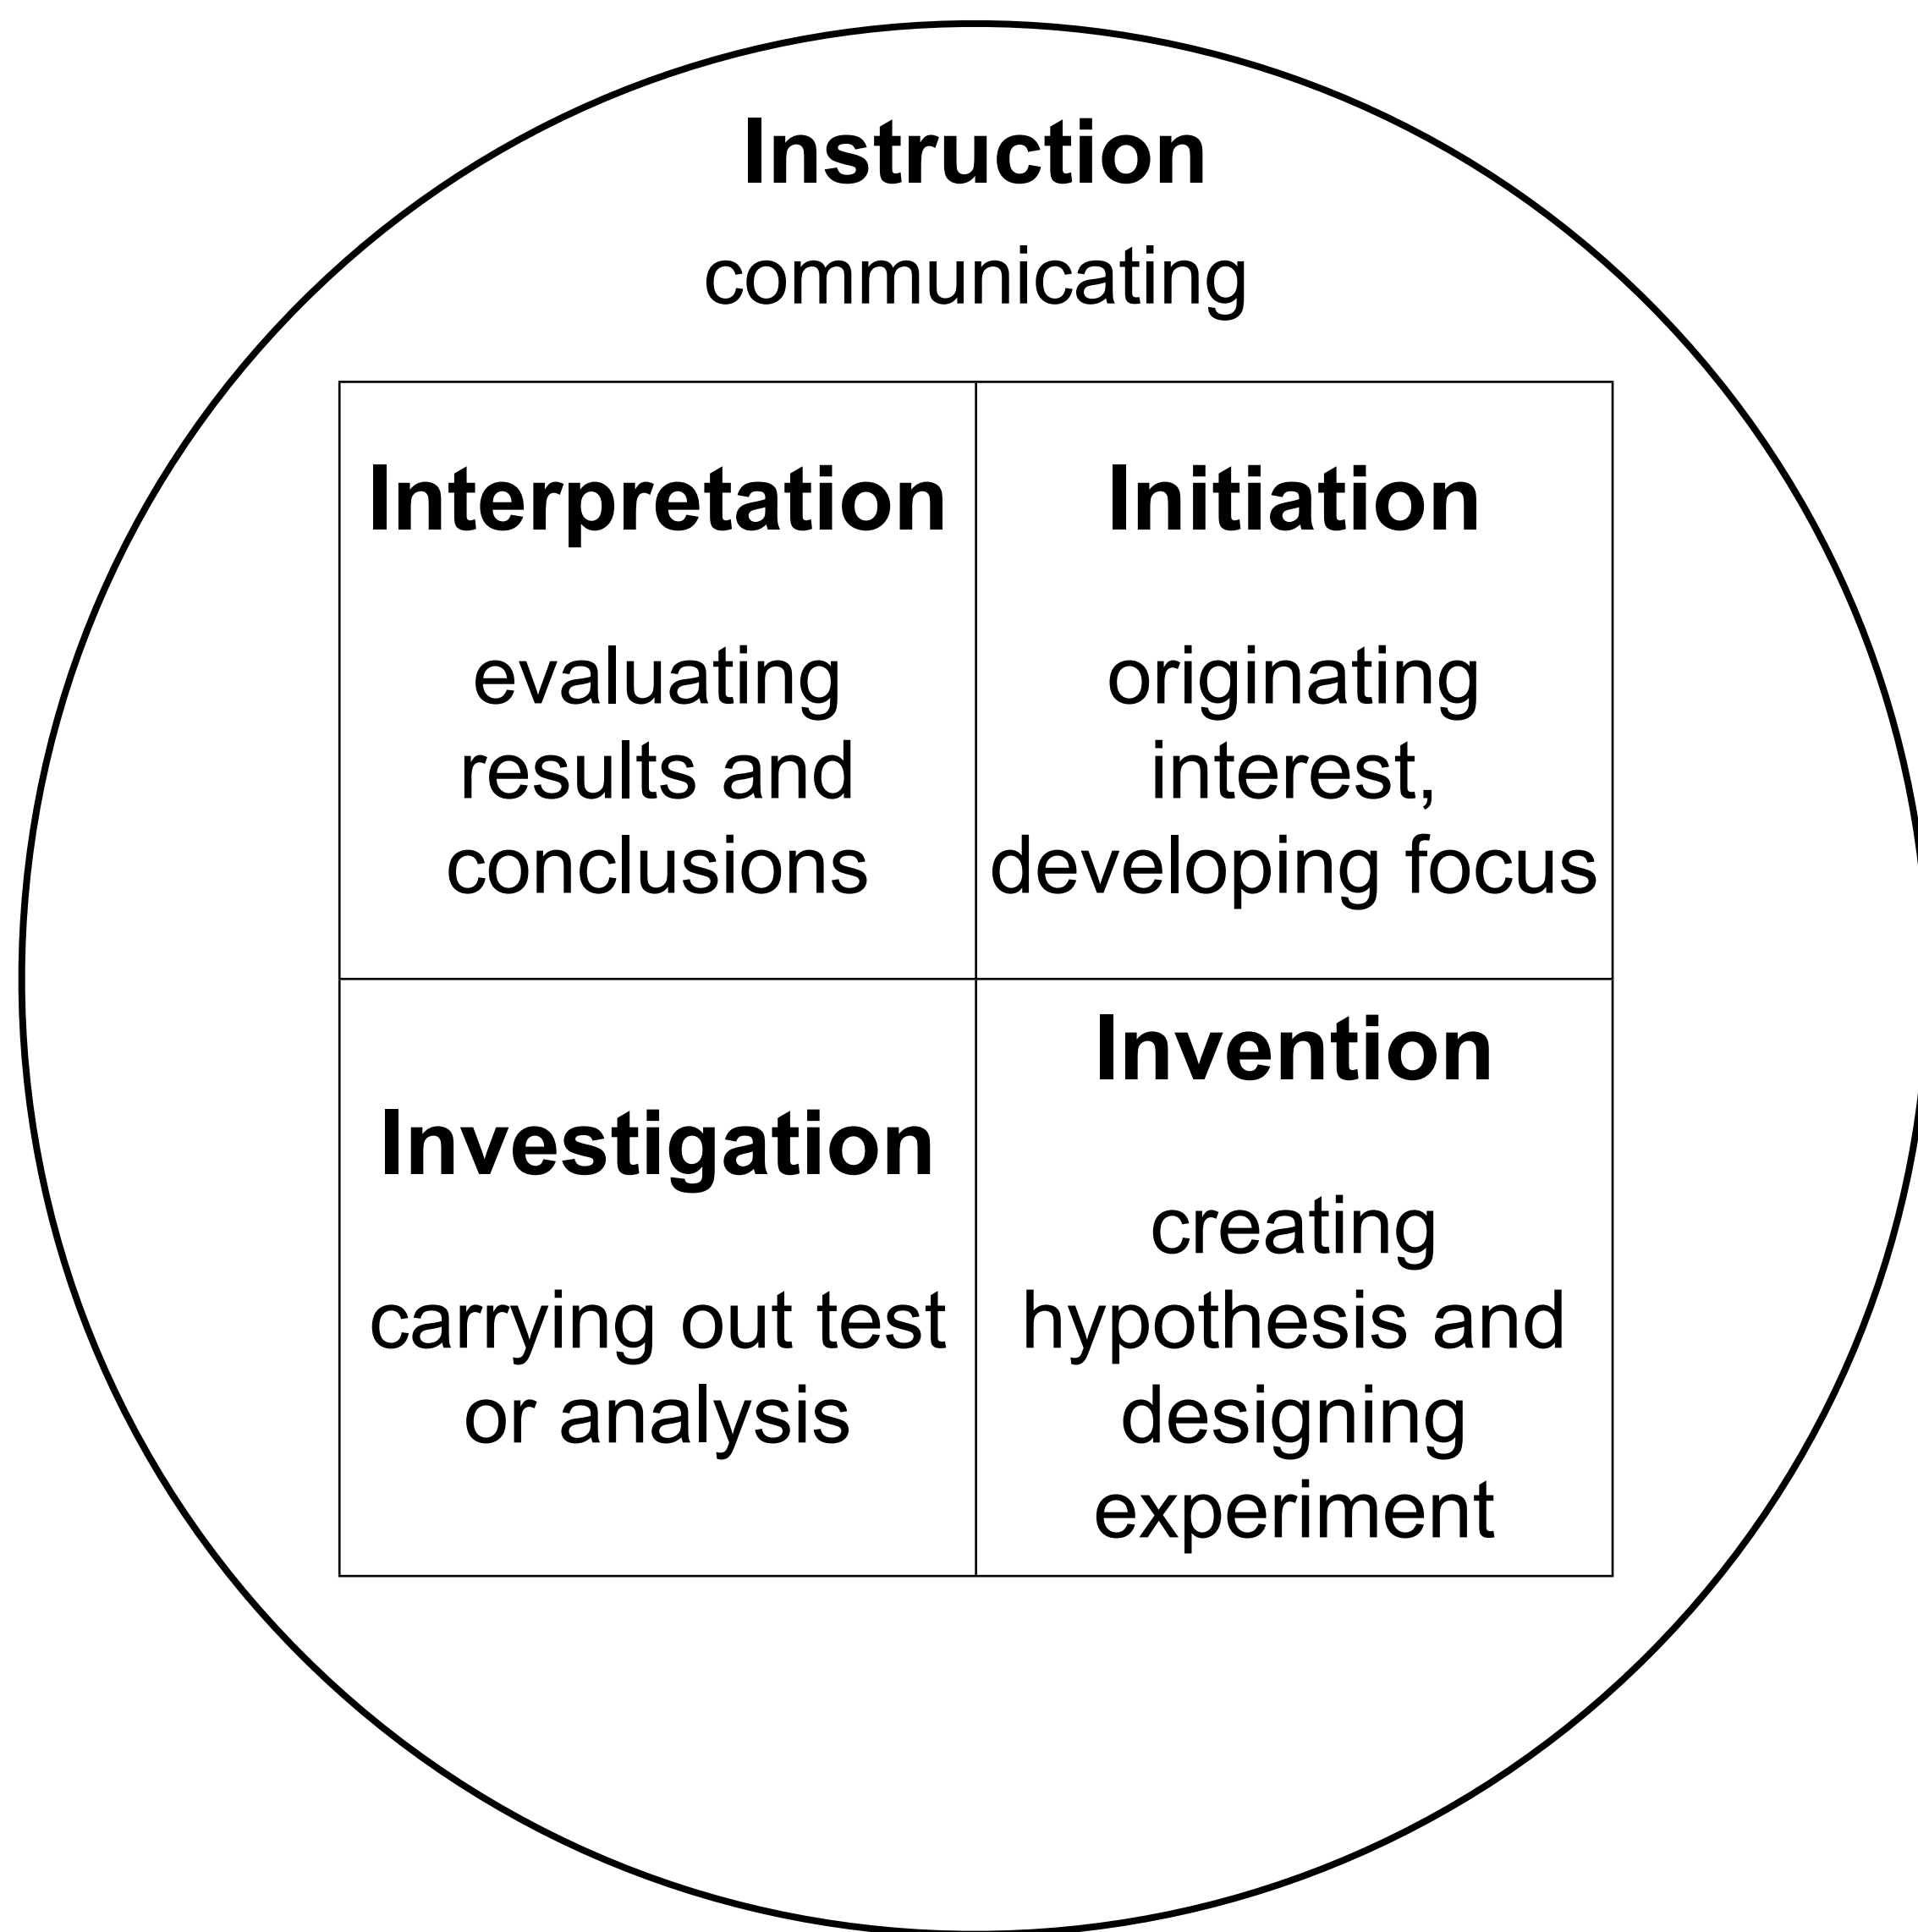 Instruction
communicating
Interpretation
evaluating
results and
conclusions
Initiation
originating
interest,
developing focus
Investigation
carrying out test
or analysis
Invention
creating
hypothesis and
designing
experiment